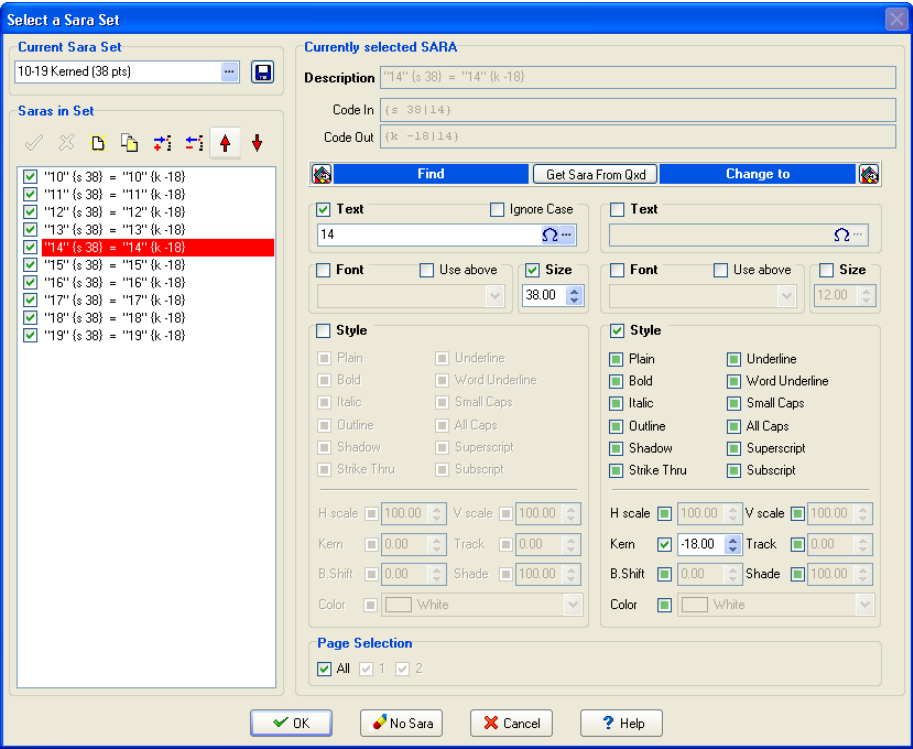 Select a Sara Set
Current Sara Set
10-19 Kerned (38 pts)
Saras in Set
"10" {s 38} = "10" {k -18}
"11" {s 38} = "11" {k -18}
"12" {s 38} = "12" {k -18}
"13" {s 38} = "13" {k -18}
"14" {s 38} = "14" {k -18}
"15" {s 38} = "15" {k -18}
"16" {s 38} = "16" {k -18}
"17" {s 38} = "17" {k -18}
"18" {s 38} = "18" {k -18}
"19" {s 38} = "19" {k -18}
Currently selected SARA
Description "14" {s 38} = "14" {k -18}
Code In {s 38|14}
Code Out {k -18|14}
Find Get Sara From Qxd Change to
Text Ignore Case
14 Ω ...
Font Use above Size
38.00
Style
Plain Underline
Bold Word Underline
Italic Small Caps
Outline All Caps
Shadow Superscript
Strike Thru Subscript
H scale 100.00 V scale 100.00
Kern 0.00 Track 0.00
B.Shift 0.00 Shade 100.00
Color White
Text
Ω ...
Font Use above Size
12.00
Style
Plain Underline
Bold Word Underline
Italic Small Caps
Outline All Caps
Shadow Superscript
Strike Thru Subscript
H scale 100.00 V scale 100.00
Kern -18.00 Track 0.00
B.Shift 0.00 Shade 100.00
Color White
Page Selection
All 1 2
OK No Sara Cancel ? Help